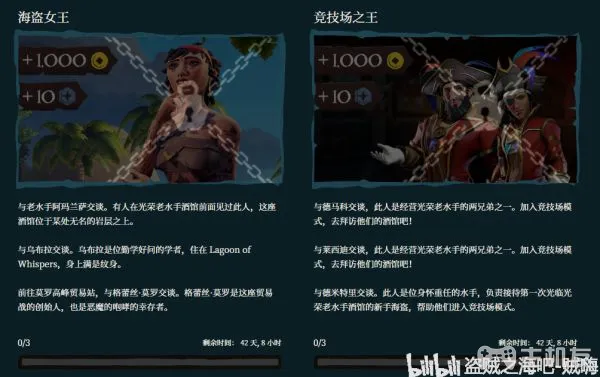 海盗女王
+1,000
+10
与老水手阿玛兰萨交谈。有人在光荣老水手酒馆前面见过此人，这座
酒馆位于某处无名的岩层之上。
与乌布拉交谈。乌布拉是位勤学好问的学者，住在 Lagoon of
Whispers，身上满是纹身。
前往莫罗高峰贸易站，与格蕾丝·莫罗交谈。格蕾丝·莫罗是这座贸易
战的创始人，也是恶魔的咆哮的幸存者。
0/3
剩余时间： 42 天, 8 小时
竞技场之王
+1,000
+10
与德马科交谈，此人是经营光荣老水手的两兄弟之一。加入竞技场模
式，去拜访他们的酒馆吧！
与莱西迪交谈，此人是经营光荣老水手的两兄弟之一。加入竞技场模
式，去拜访他们的酒馆吧！
与德米特里交谈。此人是位身怀重任的水手，负责接待第一次光临光
荣老水手酒馆的新手海盗，帮助他们进入竞技场模式。
0/3
剩余时间： 42 天, 8 小时
主机友
bilibili 盗贼之海吧-贼嗨